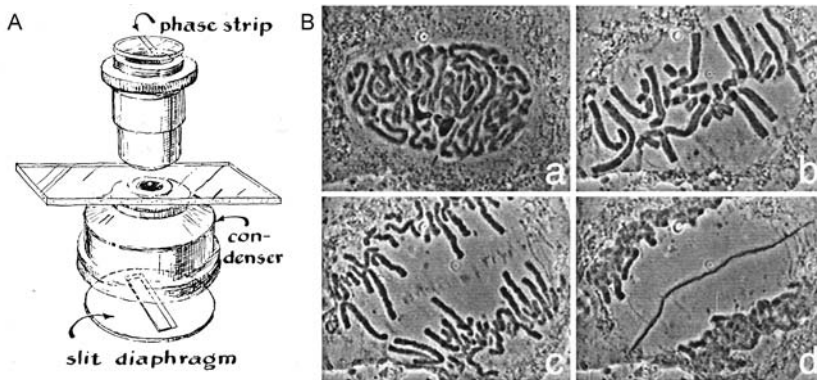 A
phase strip
con-
denser
slit diaphragm
B
a
b
c
d